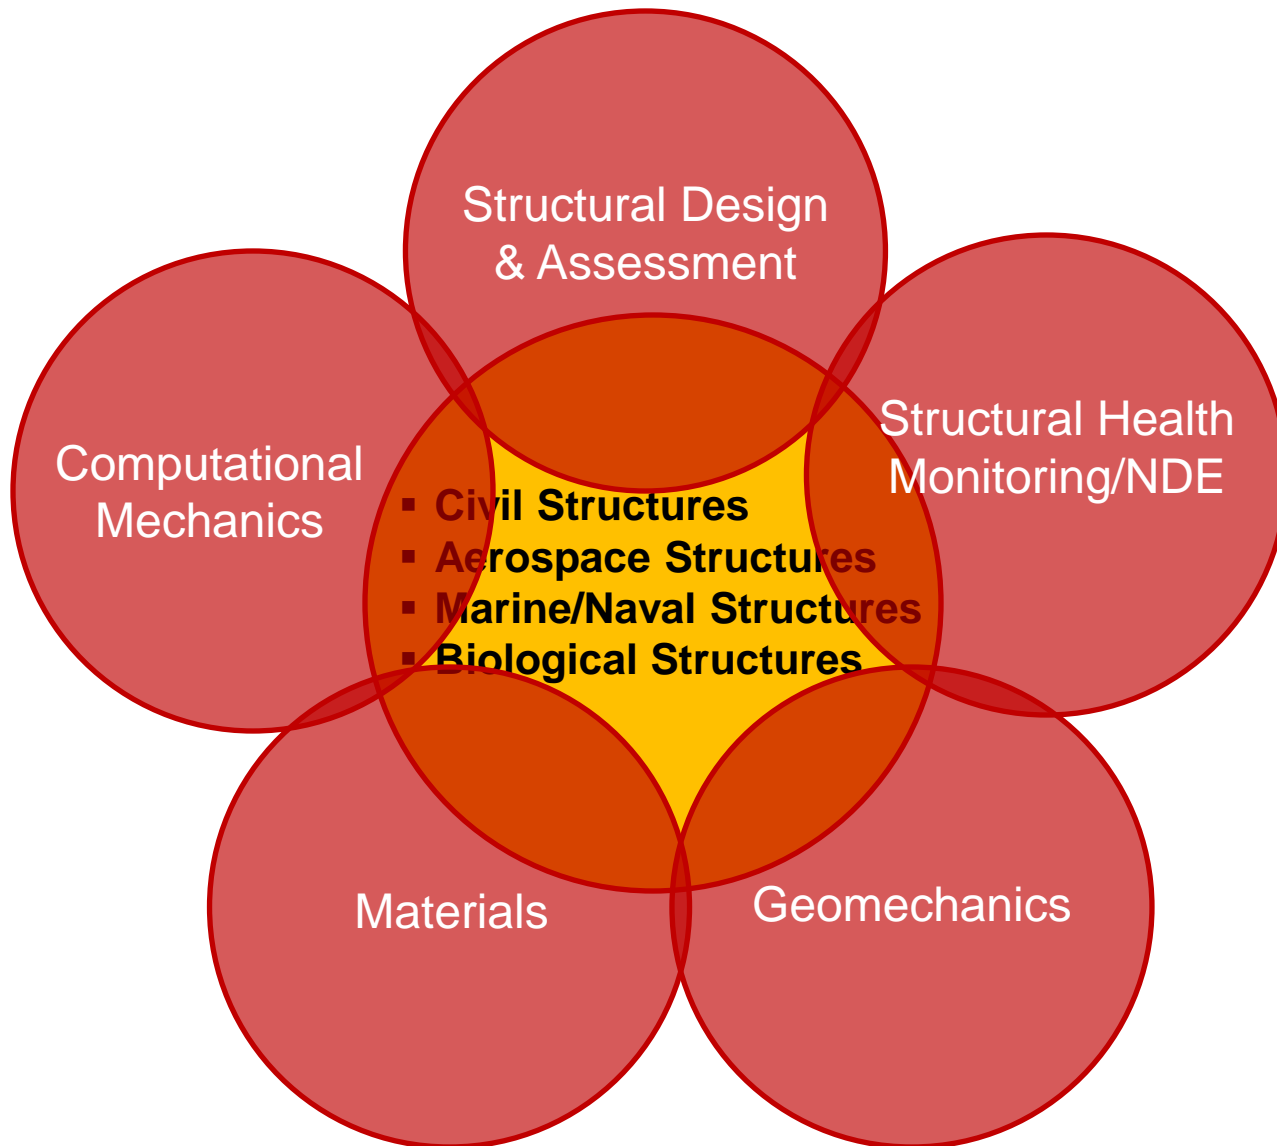 Structural Design
& Assessment
Structural Health
Monitoring/NDE
Computational
Mechanics
▪ Civil Structures
▪ Aerospace Structures
▪ Marine/Naval Structures
▪ Biological Structures
Materials
Geomechanics